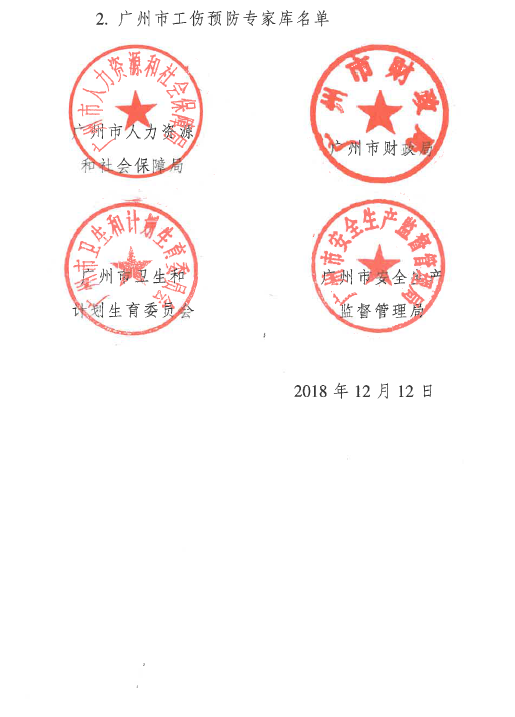 2. 广州市工伤预防专家库名单
广州市人力资源和社会保障局
广州市财政局
广州市人力资源
和社会保障局
广州市财政局
广州市卫生和计划生育委员会
广州市安全生产监督管理局
广州市卫生和
计划生育委员会
广州市安全生产
监督管理局
2018 年 12 月 12 日